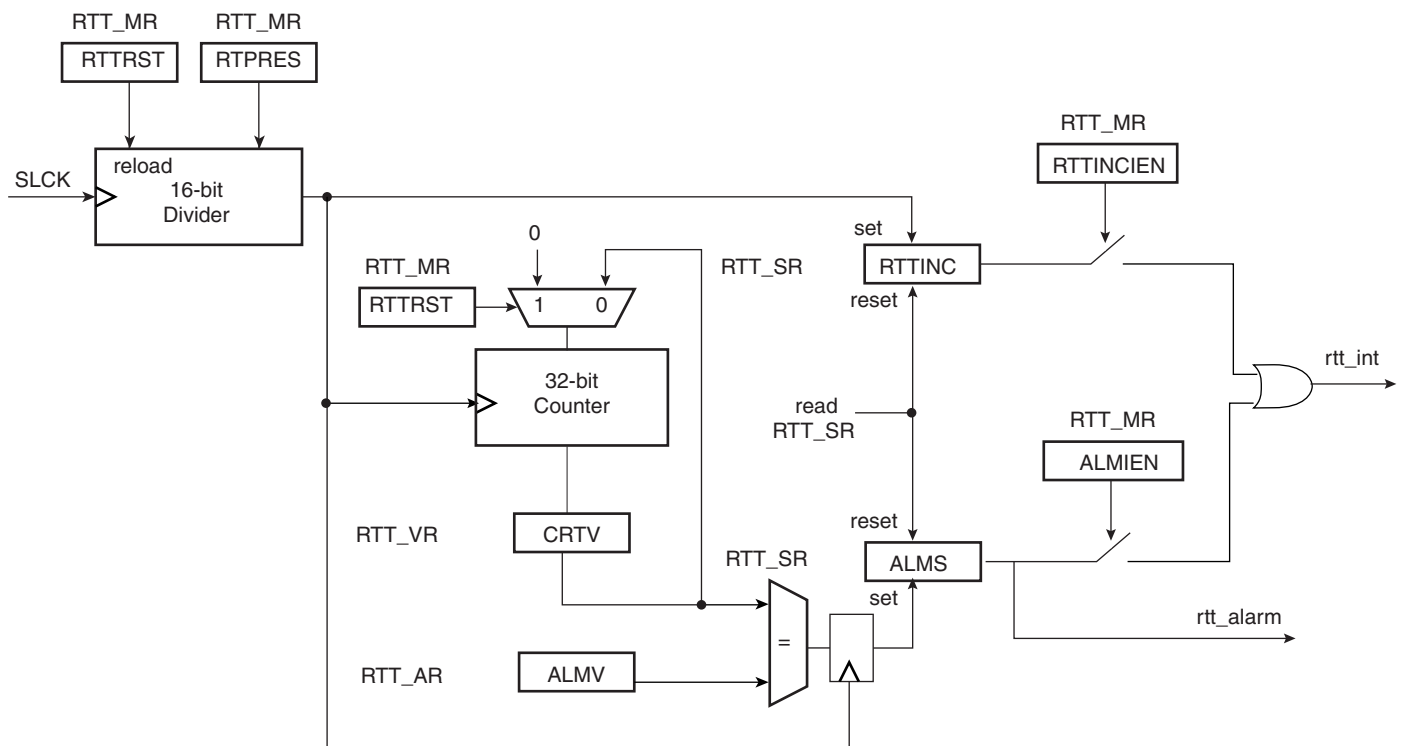 RTT_MR
RTT_MR
RTTRST
RTPRES
reload
16-bit
Divider
SLCK
RTT_MR
RTTINCIEN
0
set
RTT_MR
RTT_SR
RTTINC
RTTRST
1
0
reset
32-bit
Counter
rtt_int
read
RTT_SR
RTT_MR
ALMIEN
reset
RTT_VR
CRTV
RTT_SR
ALMS
set
rtt_alarm
=
RTT_AR
ALMV